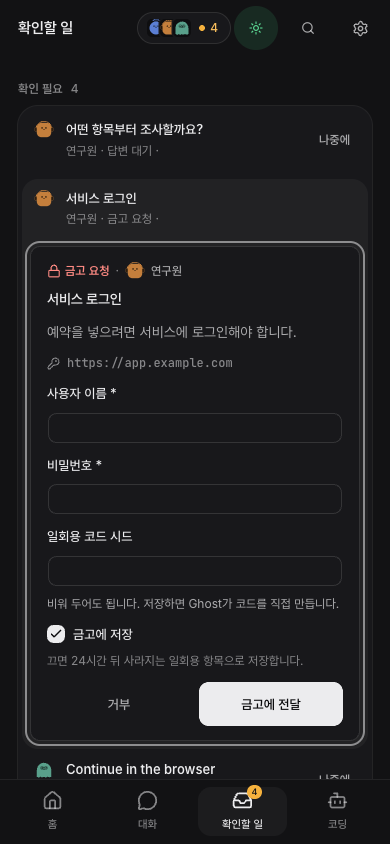 확인할 일
4
확인 필요 4
어떤 항목부터 조사할까요?
연구원 · 답변 대기 ·
나중에
서비스 로그인
연구원 · 금고 요청 ·
금고 요청 · 연구원
서비스 로그인
예약을 넣으려면 서비스에 로그인해야 합니다.
https://app.example.com
사용자 이름 *
비밀번호 *
일회용 코드 시드
비워 두어도 됩니다. 저장하면 Ghost가 코드를 직접 만듭니다.
금고에 저장
끄면 24시간 뒤 사라지는 일회용 항목으로 저장합니다.
거부
금고에 전달
Continue in the browser
나중에
4
홈
대화
확인할 일
코딩